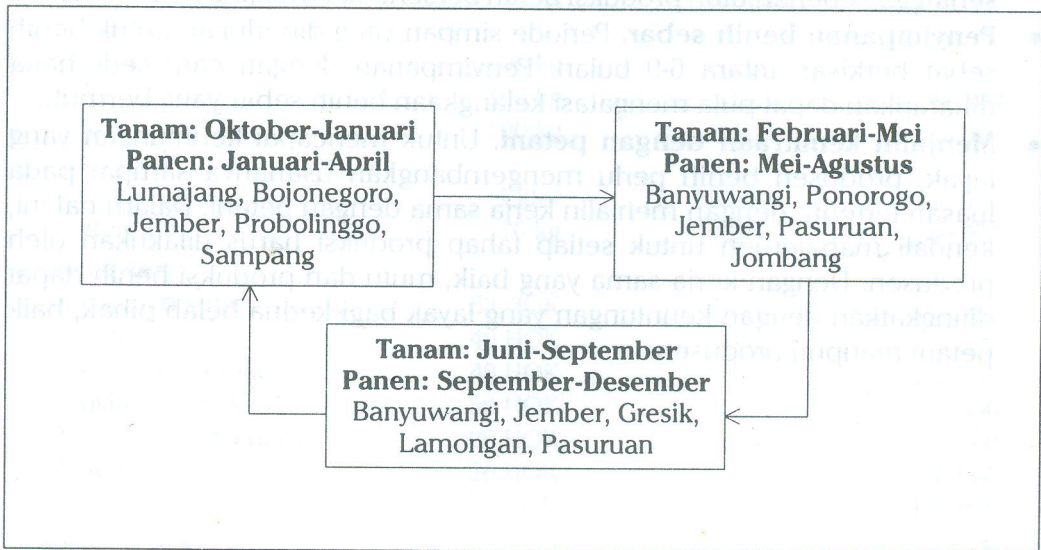 Tanam: Oktober-Januari
Panen: Januari-April
Lumajang, Bojonegoro,
Jember, Probolinggo,
Sampang
Tanam: Februari-Mei
Panen: Mei-Agustus
Banyuwangi, Ponorogo,
Jember, Pasuruan,
Jombang
Tanam: Juni-September
Panen: September-Desember
Banyuwangi, Jember, Gresik,
Lamongan, Pasuruan